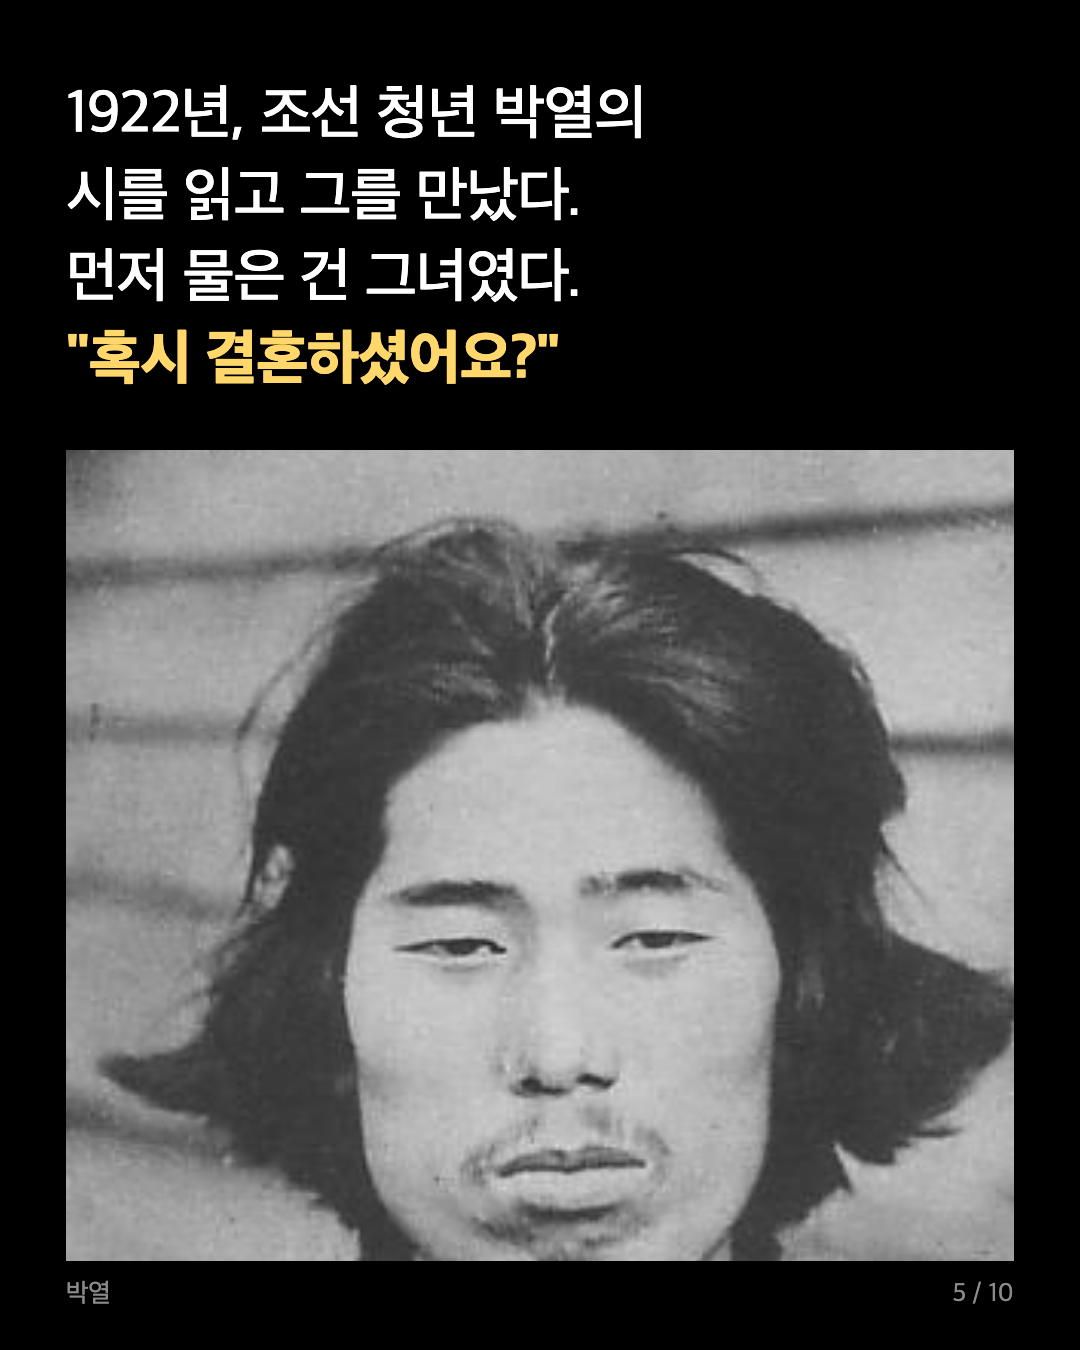 1922년, 조선 청년 박열의
시를 읽고 그를 만났다.
먼저 물은 건 그녀였다.
"혹시 결혼하셨어요?"
박열
5 / 10